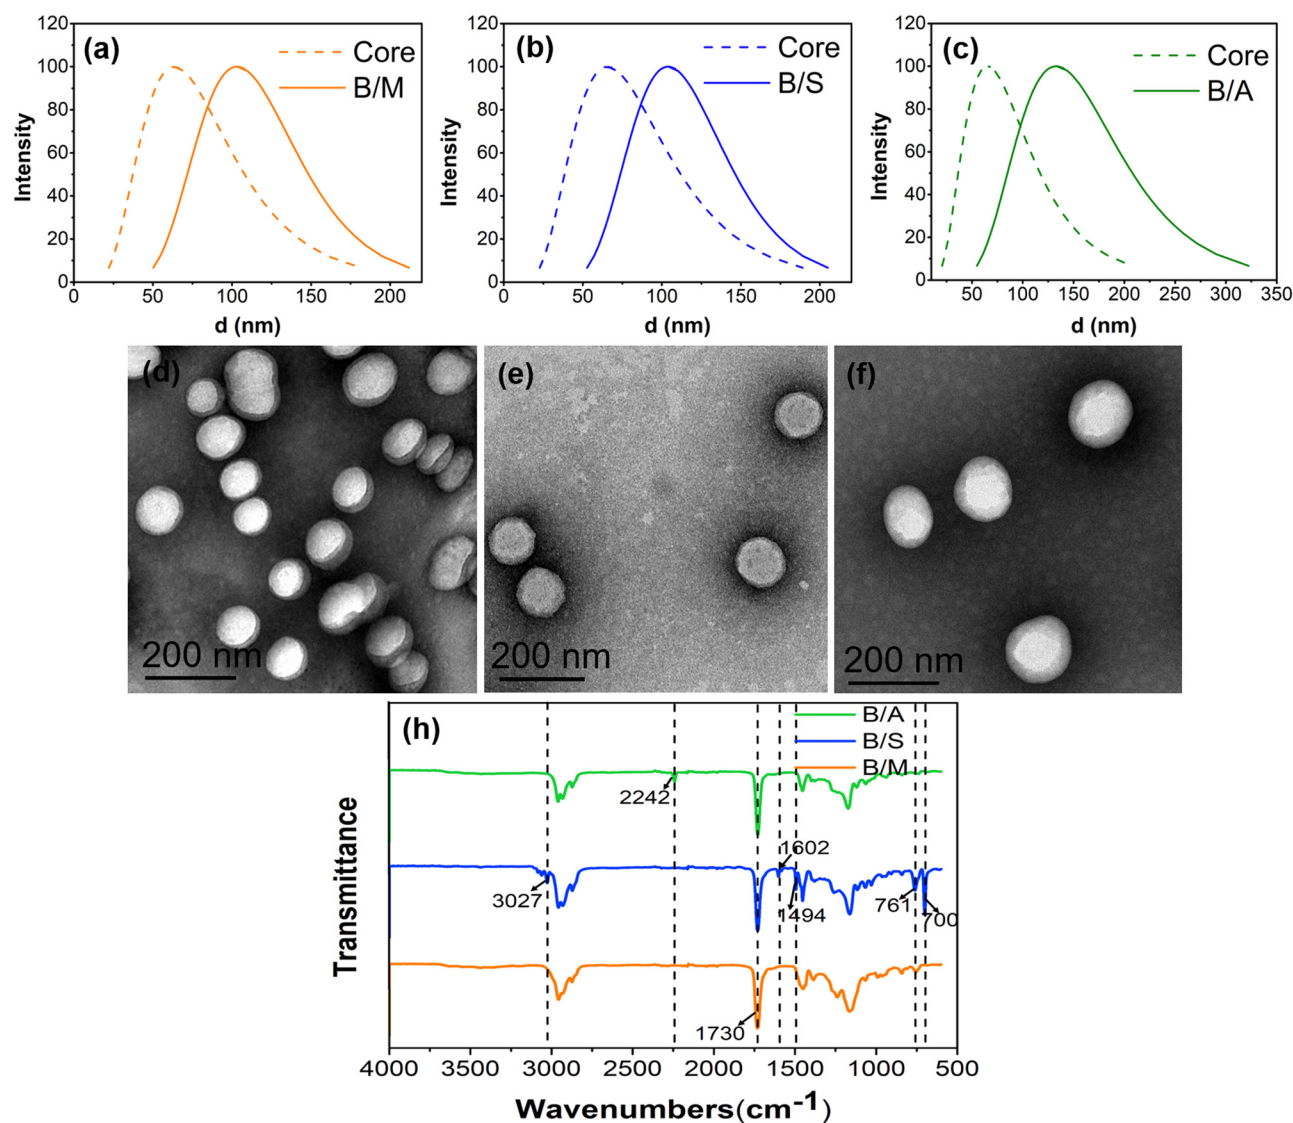 (a)
Core
B/M
120
100
80
60
40
20
0
Intensity
0 50 100 150 200
d (nm)
(b)
Core
B/S
120
100
80
60
40
20
0
Intensity
0 50 100 150 200
d (nm)
(c)
Core
B/A
120
100
80
60
40
20
0
Intensity
50 100 150 200 250 300 350
d (nm)
(d)
200 nm
(e)
200 nm
(f)
200 nm
(h)
B/A
B/S
B/M
2242
1602
3027
1494
761
700
1730
Transmittance
4000 3500 3000 2500 2000 1500 1000 500
Wavenumbers(cm-1)